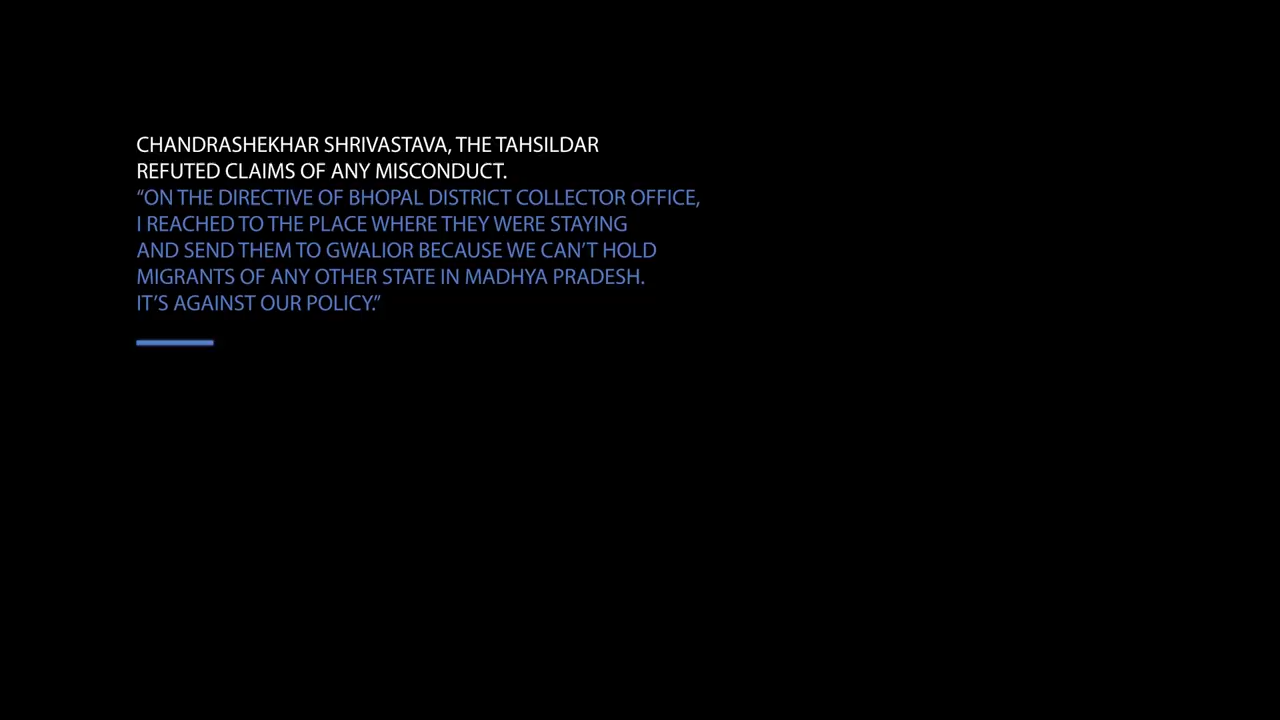 CHANDRASHEKHAR SHRIVASTAVA, THE TAHSILDAR
REFUTED CLAIMS OF ANY MISCONDUCT.
“ON THE DIRECTIVE OF BHOPAL DISTRICT COLLECTOR OFFICE,
I REACHED TO THE PLACE WHERE THEY WERE STAYING
AND SEND THEM TO GWALIOR BECAUSE WE CAN’T HOLD
MIGRANTS OF ANY OTHER STATE IN MADHYA PRADESH.
IT’S AGAINST OUR POLICY.”